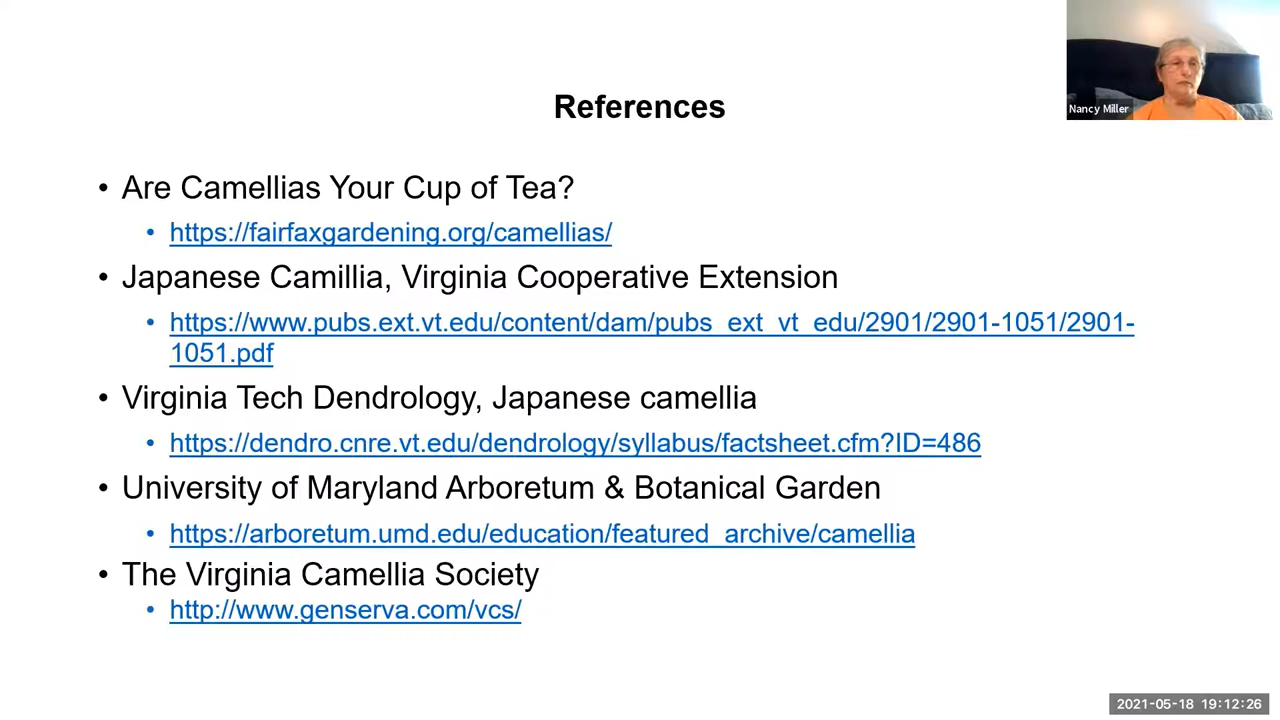 Nancy Miller
References
• Are Camellias Your Cup of Tea?
• https://fairfaxgardening.org/camellias/
• Japanese Camillia, Virginia Cooperative Extension
• https://www.pubs.ext.vt.edu/content/dam/pubs_ext_vt_edu/2901/2901-1051/2901-
1051.pdf
• Virginia Tech Dendrology, Japanese camellia
• https://dendro.cnre.vt.edu/dendrology/syllabus/factsheet.cfm?ID=486
• University of Maryland Arboretum & Botanical Garden
• https://arboretum.umd.edu/education/featured_archive/camellia
• The Virginia Camellia Society
• http://www.genserva.com/vcs/
2021-05-18 19:12:26